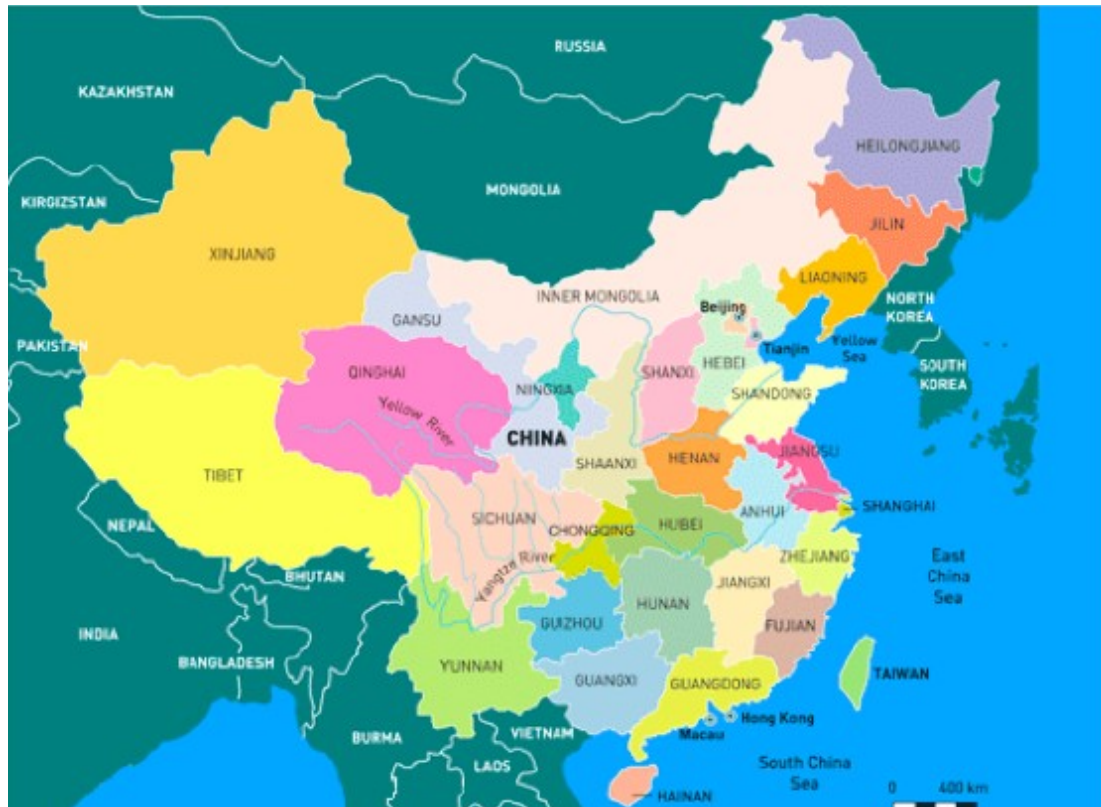 RUSSIA
KAZAKHSTAN
HEILONGJIANG
MONGOLIA
KIRGIZSTAN
JILIN
XINJIANG
LIAONING
INNER MONGOLIA
NORTH
KOREA
Beijing
GANSU
Yellow
Sea
Tianjin
PAKISTAN
QINGHAI
SHANXI
HEBEI
SOUTH
KOREA
NINGXIA
SHANDONG
Yellow River
CHINA
JIANGSU
HENAN
SHAANXI
TIBET
SHANGHAI
ANHUI
SICHUAN
HUBEI
CHONGQING
NEPAL
ZHEJIANG
East
China
Sea
Yangtze River
BHUTAN
JIANGXI
HUNAN
GUIZHOU
FUJIAN
INDIA
BANGLADESH
YUNNAN
TAIWAN
GUANGXI
GUANGDONG
Hong Kong
VIETNAM
Macau
BURMA
LAOS
South China
Sea
0 400 km
HAINAN